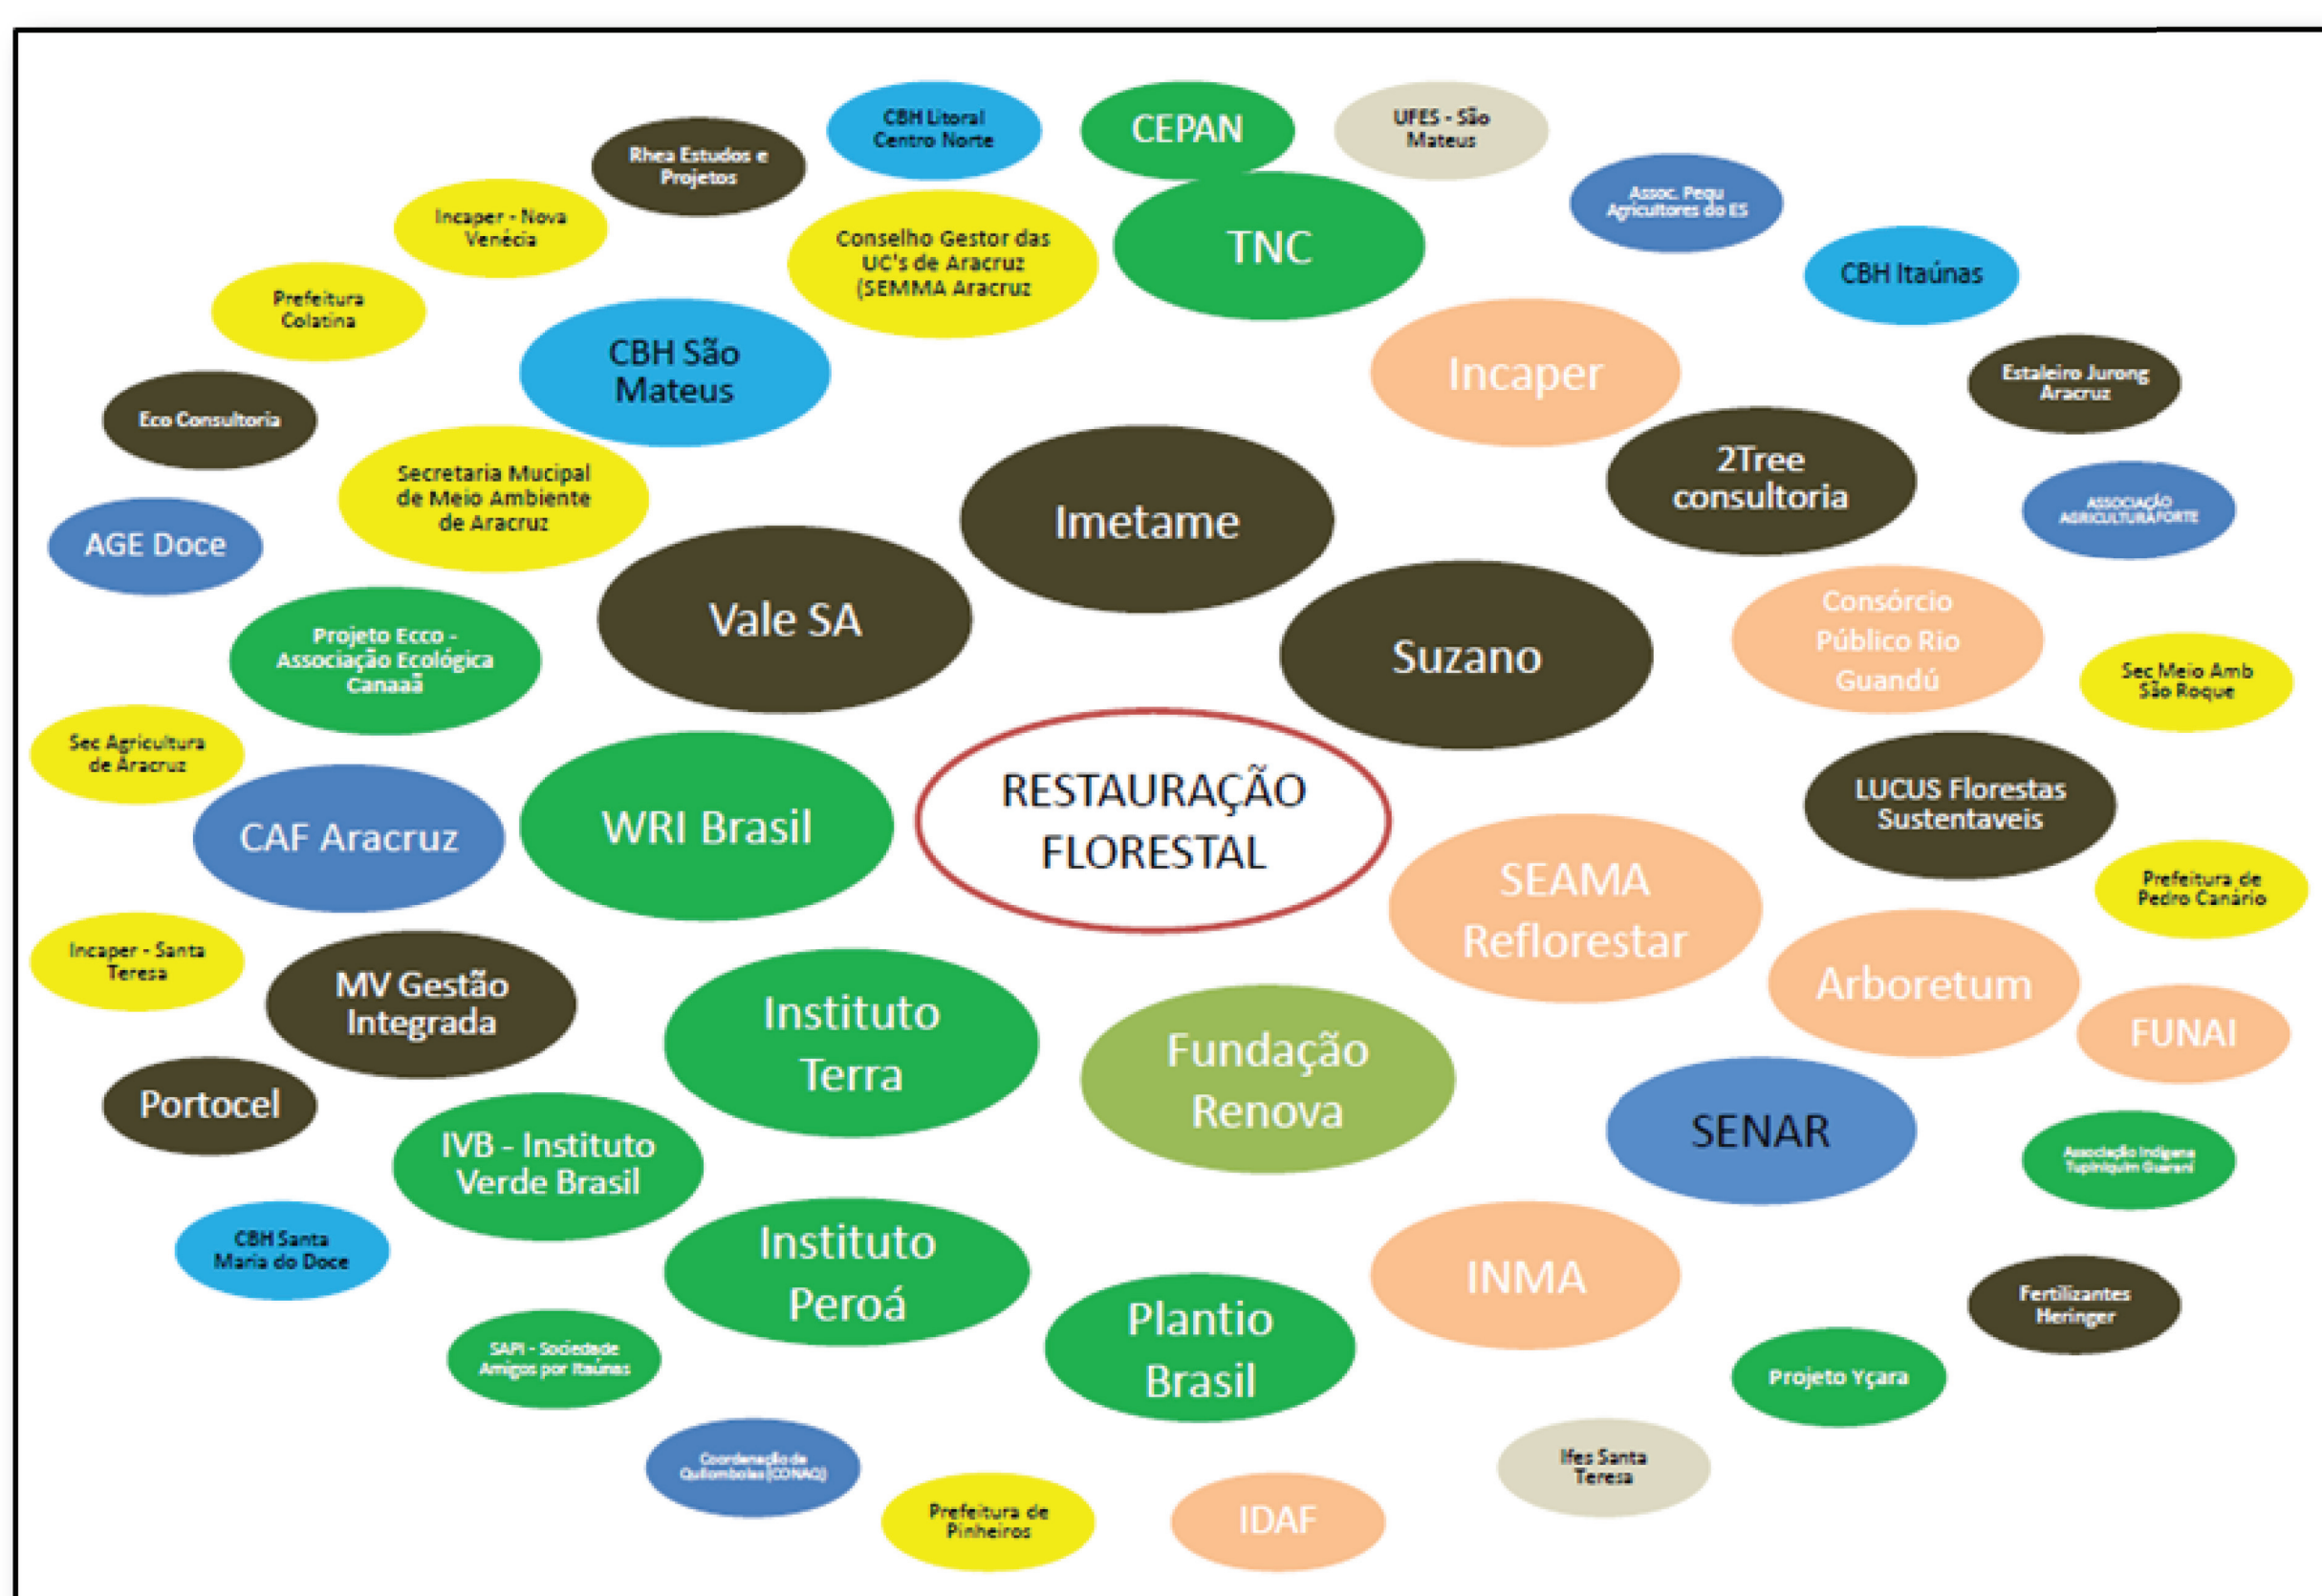 CBH Litoral
Centro Norte
CEPAN
UFES - São
Mateus
Rhea Estudos e
Projetos
Assoc. Pequ
Agricultores do ES
Incaper - Nova
Venécia
Conselho Gestor das
UC's de Aracruz
(SEMMA Aracruz
TNC
CBH Itaúnas
Prefeitura
Colatina
CBH São
Mateus
Incaper
Estaleiro Jurong
Aracruz
Eco Consultoria
Secretaria Mucipal
de Meio Ambiente
de Aracruz
Imetame
2Tree
consultoria
ASSOCIAÇÃO
AGRICULTURA FORTE
AGE Doce
Vale SA
Suzano
Consórcio
Público Rio
Guandú
Projeto Ecco -
Associação Ecológica
Canaaã
Sec Meio Amb
São Roque
Sec Agricultura
de Aracruz
CAF Aracruz
WRI Brasil
RESTAURAÇÃO
FLORESTAL
LUCUS Florestas
Sustentaveis
SEAMA
Reflorestar
Prefeitura de
Pedro Canário
Incaper - Santa
Teresa
MV Gestão
Integrada
Instituto
Terra
Fundação
Renova
Arboretum
FUNAI
Portocel
IVB - Instituto
Verde Brasil
SENAR
Associação Indígena
Tupiniquim Guarani
CBH Santa
Maria do Doce
Instituto
Peroá
INMA
Fertilizantes
Heringer
SAPI - Sociedade
Amigos por Itaúnas
Plantio
Brasil
Projeto Yçara
Coordenação de
Quilombolas (CONAQ)
Ifes Santa
Teresa
Prefeitura de
Pinheiros
IDAF